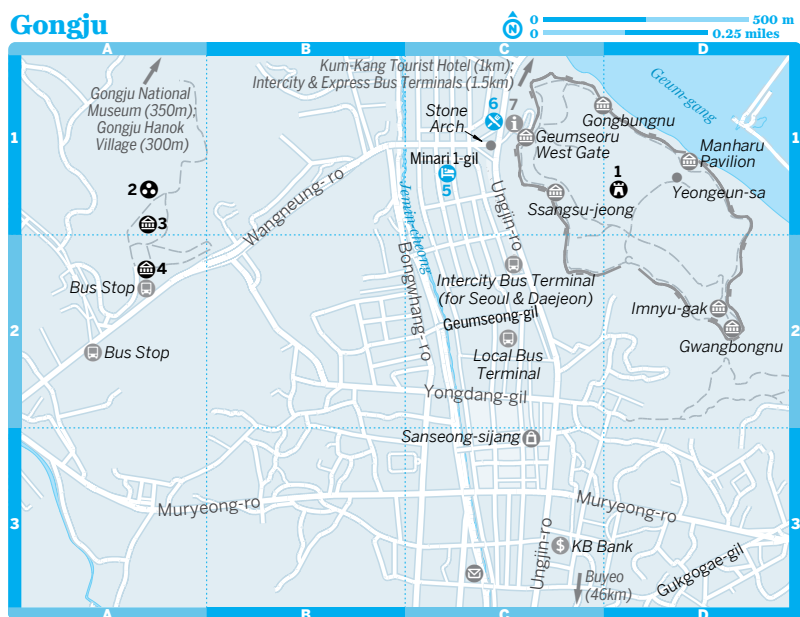 Gongju
N
0 500 m
0 0.25 miles
A B C D
Kum-Kang Tourist Hotel (1km);
Intercity & Express Bus Terminals (1.5km)
Gongju National
Museum (350m);
Gongju Hanok
Village (300m)
Geum-gang
Stone
Arch
6
7
i
Gongbungnu
Geumseoru
West Gate
Manharu
Pavilion
1
1
1
Minari 1-gil
5
2
Yeongeun-sa
Ssangsu-jeong
Wangneung-ro
Jemin-cheong
Ungjin-ro
3
4
Bus Stop
Bongwhang-ro
Intercity Bus Terminal
(for Seoul & Daejeon)
Imnyu-gak
Geumseong-gil
2
2
Gwangbongnu
Bus Stop
Local Bus
Terminal
Yongdang-gil
Sanseong-sijang
Muryeong-ro
Muryeong-ro
3
3
Ungjin-ro
$
KB Bank
Gukgogae-gil
Buyeo
(46km)
A B C D